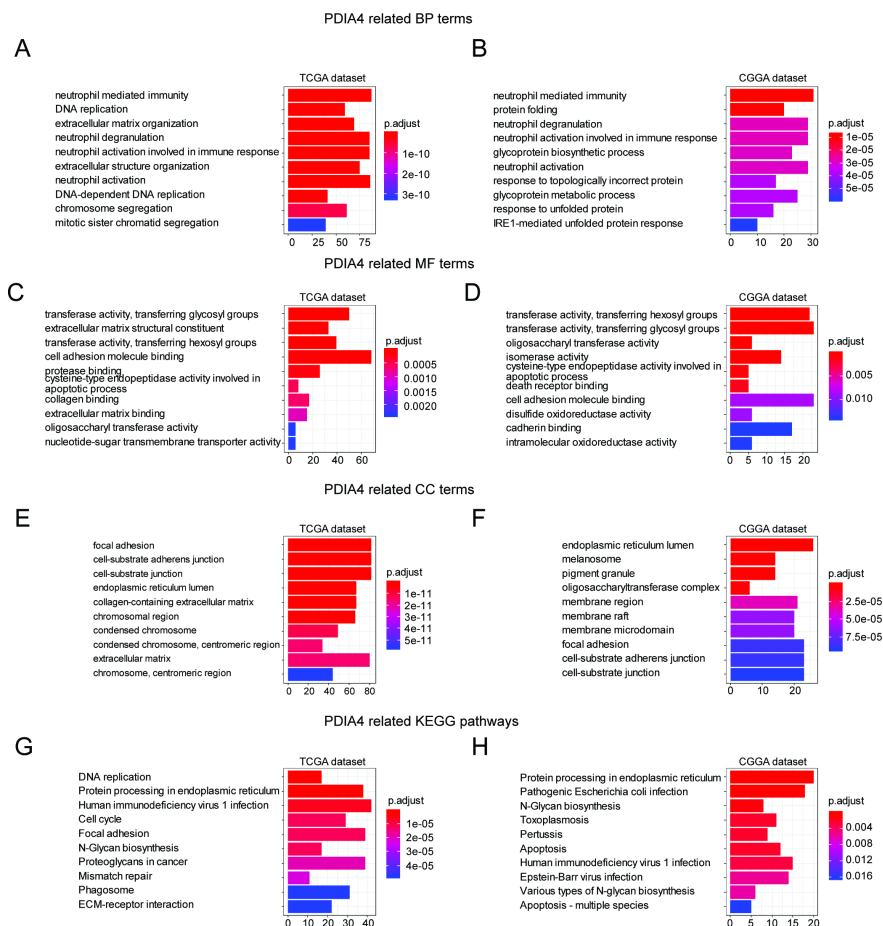 PDIA4 related BP terms
A
TCGA dataset
neutrophil mediated immunity
DNA replication
extracellular matrix organization
neutrophil degranulation
neutrophil activation involved in immune response
extracellular structure organization
neutrophil activation
DNA-dependent DNA replication
chromosome segregation
mitotic sister chromatid segregation
0 25 50 75
p.adjust
1e-10
2e-10
3e-10
B
CGGA dataset
neutrophil mediated immunity
protein folding
neutrophil degranulation
neutrophil activation involved in immune response
glycoprotein biosynthetic process
neutrophil activation
response to topologically incorrect protein
glycoprotein metabolic process
response to unfolded protein
IRE1-mediated unfolded protein response
0 10 20 30
p.adjust
1e-05
2e-05
3e-05
4e-05
5e-05
PDIA4 related MF terms
C
TCGA dataset
transferase activity, transferring glycosyl groups
extracellular matrix structural constituent
transferase activity, transferring hexosyl groups
cell adhesion molecule binding
protease binding
cysteine-type endopeptidase activity involved in
apoptotic process
collagen binding
extracellular matrix binding
oligosaccharyl transferase activity
nucleotide-sugar transmembrane transporter activity
0 20 40 60
p.adjust
0.0005
0.0010
0.0015
0.0020
D
CGGA dataset
transferase activity, transferring hexosyl groups
transferase activity, transferring glycosyl groups
oligosaccharyl transferase activity
isomerase activity
cysteine-type endopeptidase activity involved in
apoptotic process
death receptor binding
cell adhesion molecule binding
disulfide oxidoreductase activity
cadherin binding
intramolecular oxidoreductase activity
0 5 10 15 20
p.adjust
0.005
0.010
PDIA4 related CC terms
E
TCGA dataset
focal adhesion
cell-substrate adherens junction
cell-substrate junction
endoplasmic reticulum lumen
collagen-containing extracellular matrix
chromosomal region
condensed chromosome
condensed chromosome, centromeric region
extracellular matrix
chromosome, centromeric region
0 20 40 60 80
p.adjust
1e-11
2e-11
3e-11
4e-11
5e-11
F
CGGA dataset
endoplasmic reticulum lumen
melanosome
pigment granule
oligosaccharyltransferase complex
membrane region
membrane raft
membrane microdomain
focal adhesion
cell-substrate adherens junction
cell-substrate junction
0 10 20
p.adjust
2.5e-05
5.0e-05
7.5e-05
PDIA4 related KEGG pathways
G
TCGA dataset
DNA replication
Protein processing in endoplasmic reticulum
Human immunodeficiency virus 1 infection
Cell cycle
Focal adhesion
N-Glycan biosynthesis
Proteoglycans in cancer
Mismatch repair
Phagosome
ECM-receptor interaction
0 10 20 30 40
p.adjust
1e-05
2e-05
3e-05
4e-05
H
CGGA dataset
Protein processing in endoplasmic reticulum
Pathogenic Escherichia coli infection
N-Glycan biosynthesis
Toxoplasmosis
Pertussis
Apoptosis
Human immunodeficiency virus 1 infection
Epstein-Barr virus infection
Various types of N-glycan biosynthesis
Apoptosis - multiple species
0 5 10 15 20
p.adjust
0.004
0.008
0.012
0.016